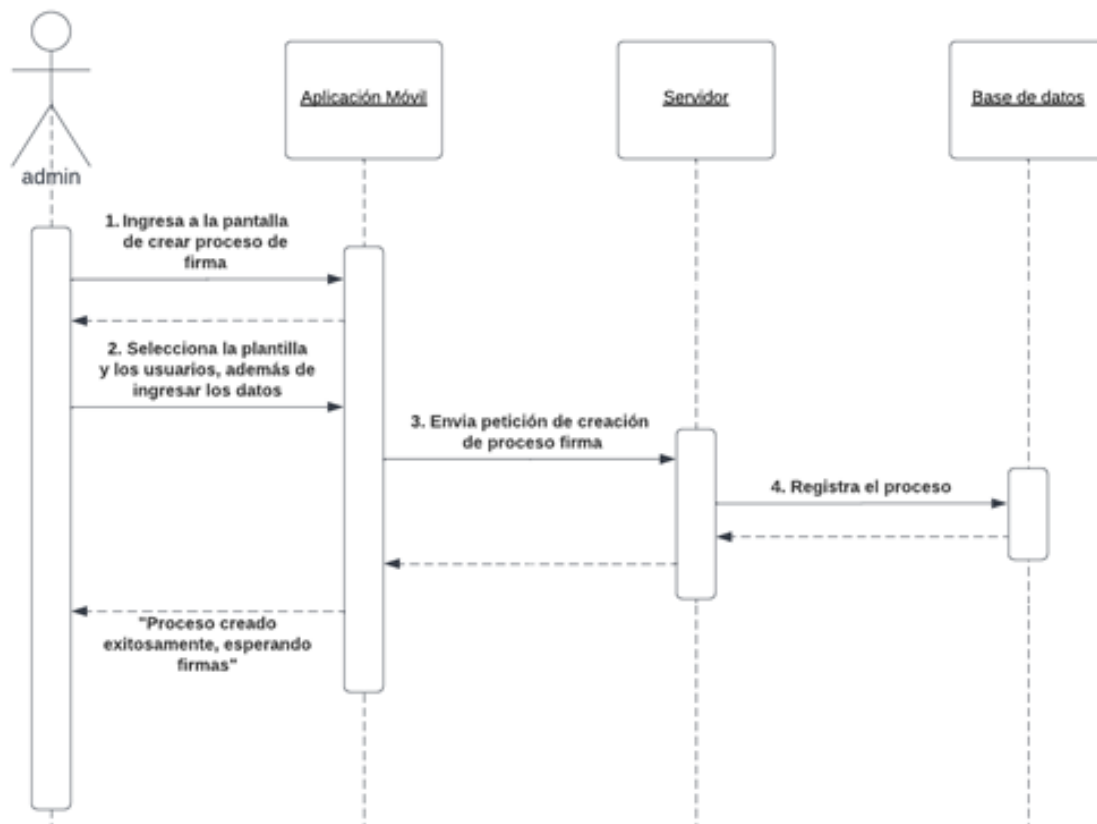 Aplicación Móvil
Servidor
Base de datos
admin
1. Ingresa a la pantalla
de crear proceso de
firma
2. Selecciona la plantilla
y los usuarios, además de
ingresar los datos
3. Envia petición de creación
de proceso firma
4. Registra el proceso
"Proceso creado
exitosamente, esperando
firmas"